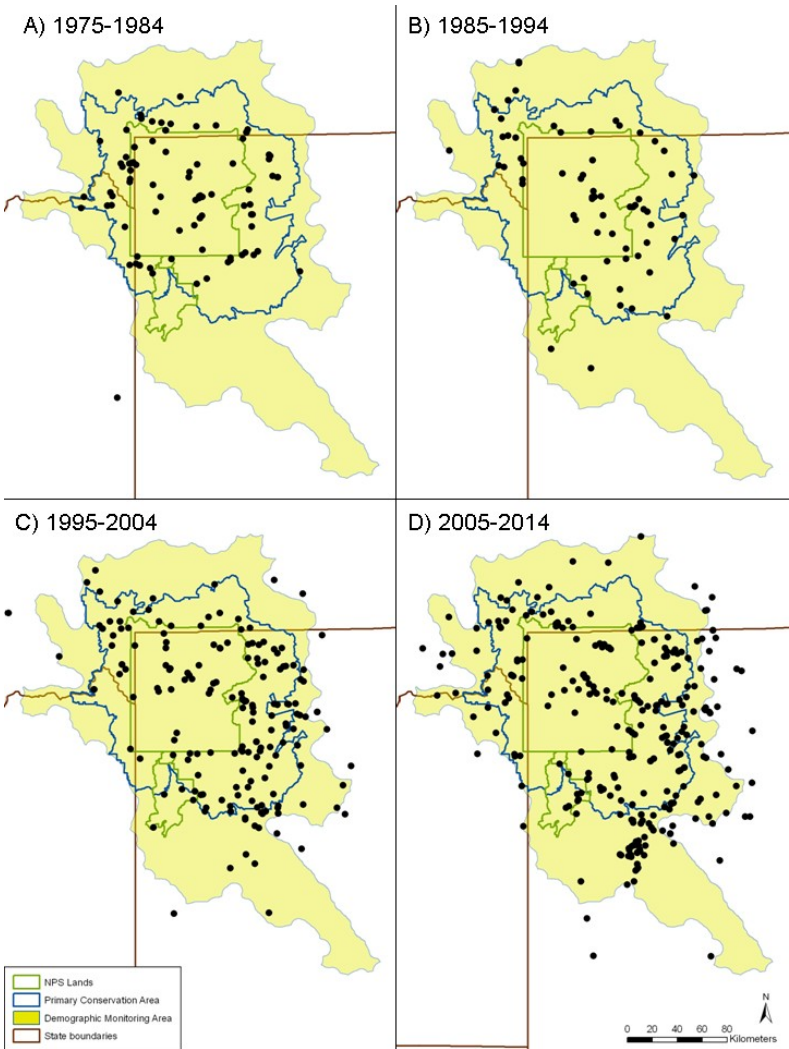 A) 1975-1984
B) 1985-1994
C) 1995-2004
D) 2005-2014
NPS Lands
Primary Conservation Area
Demographic Monitoring Area
State boundaries
N
0 20 40 60 80
Kilometers